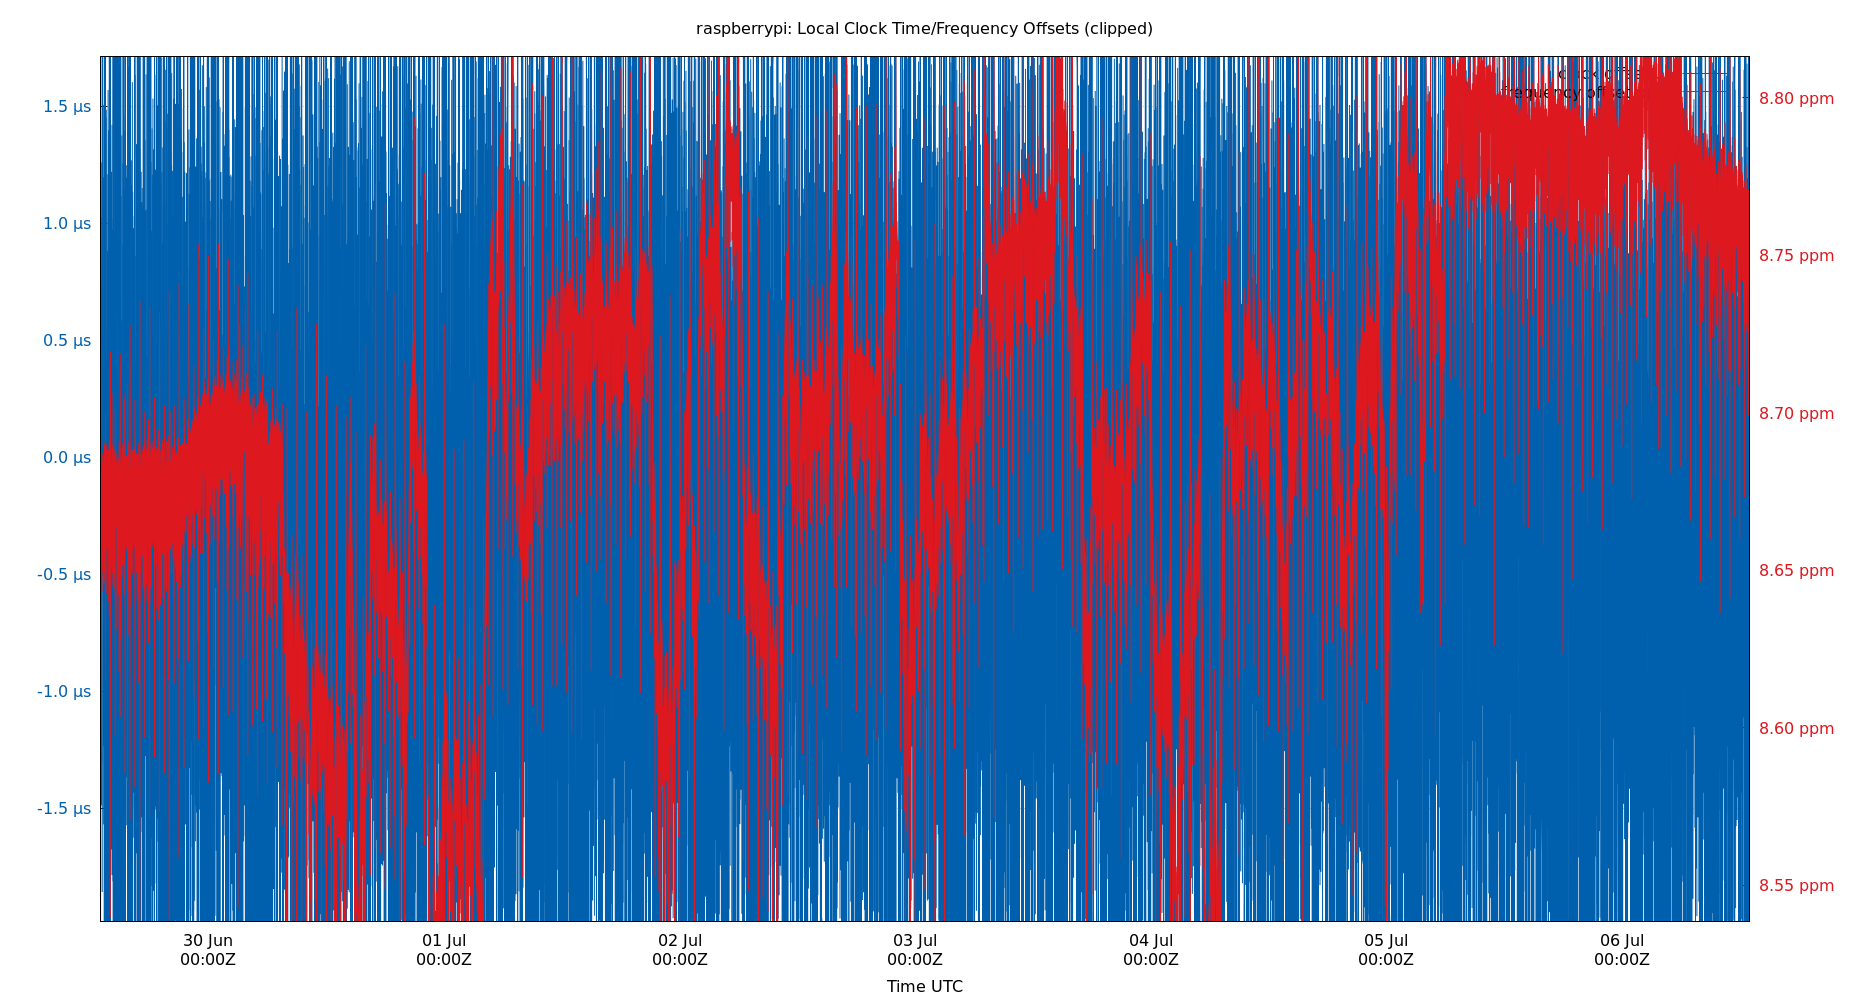 raspberrypi: Local Clock Time/Frequency Offsets (clipped)
clock offset
frequency offset
1.5 µs
1.0 µs
0.5 µs
0.0 µs
-0.5 µs
-1.0 µs
-1.5 µs
8.80 ppm
8.75 ppm
8.70 ppm
8.65 ppm
8.60 ppm
8.55 ppm
30 Jun 01 Jul 02 Jul 03 Jul 04 Jul 05 Jul 06 Jul
00:00Z 00:00Z 00:00Z 00:00Z 00:00Z 00:00Z 00:00Z
Time UTC